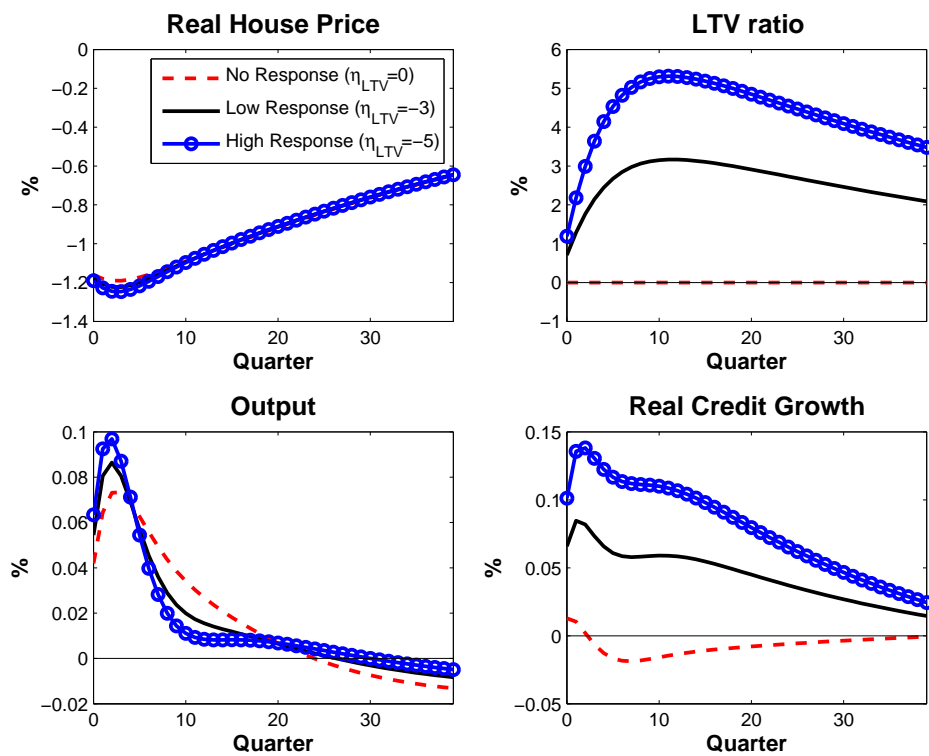 Real House Price
0
−0.2
−0.4
−0.6
−0.8
−1
−1.2
−1.4
%
No Response (η_LTV=0)
Low Response (η_LTV=−3)
High Response (η_LTV=−5)
0 10 20 30
Quarter
LTV ratio
6
5
4
3
2
1
0
−1
%
0 10 20 30
Quarter
Output
0.1
0.08
0.06
0.04
0.02
0
−0.02
%
0 10 20 30
Quarter
Real Credit Growth
0.15
0.10
0.05
0
−0.05
%
0 10 20 30
Quarter